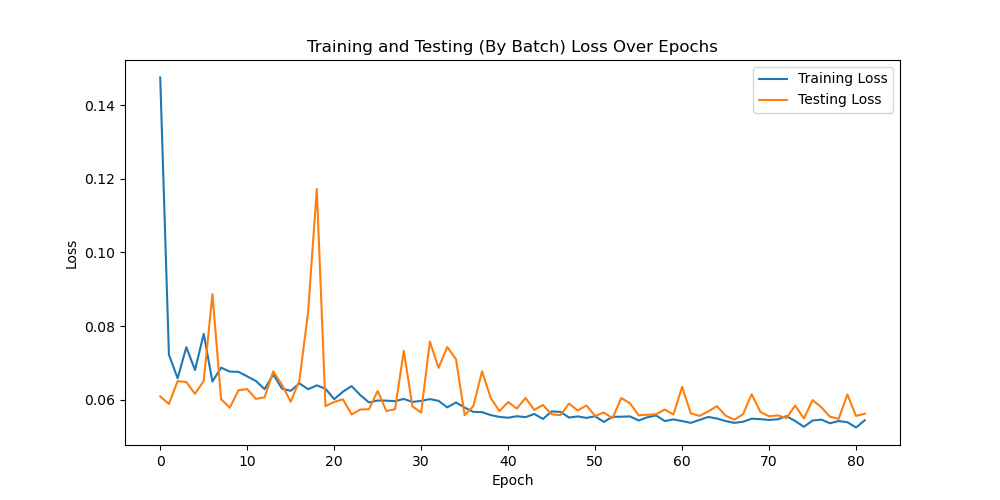 Training and Testing (By Batch) Loss Over Epochs
Training Loss
Testing Loss
0.14
0.12
0.10
0.08
0.06
Loss
0 10 20 30 40 50 60 70 80
Epoch